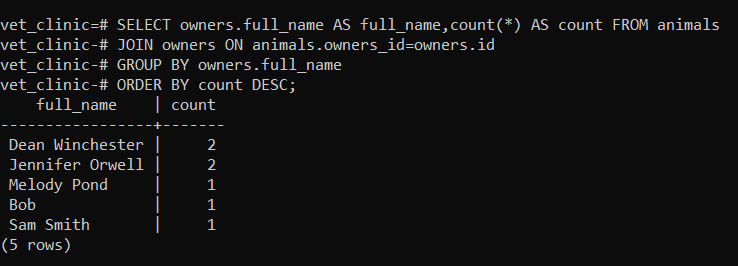 vet_clinic=# SELECT owners.full_name AS full_name,count(*) AS count FROM animals
vet_clinic-# JOIN owners ON animals.owners_id=owners.id
vet_clinic-# GROUP BY owners.full_name
vet_clinic-# ORDER BY count DESC;
    full_name    | count
-----------------+-------
 Dean Winchester |     2
 Jennifer Orwell |     2
 Melody Pond     |     1
 Bob             |     1
 Sam Smith       |     1
(5 rows)